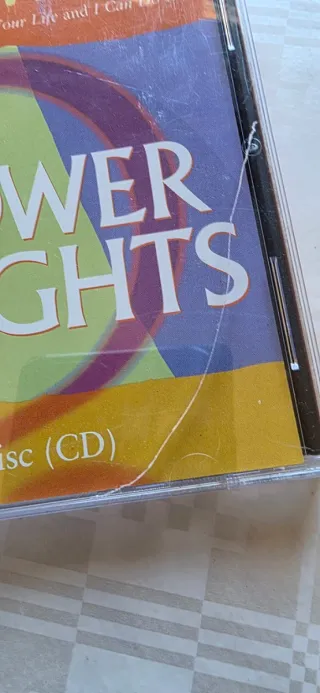 Your Life and I Can
OWER
GHTS
isc (CD)